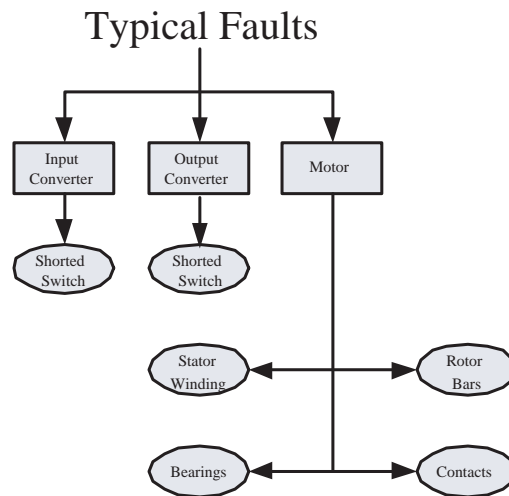 Typical Faults
Input
Converter
Output
Converter
Motor
Shorted
Switch
Shorted
Switch
Stator
Winding
Rotor
Bars
Bearings
Contacts